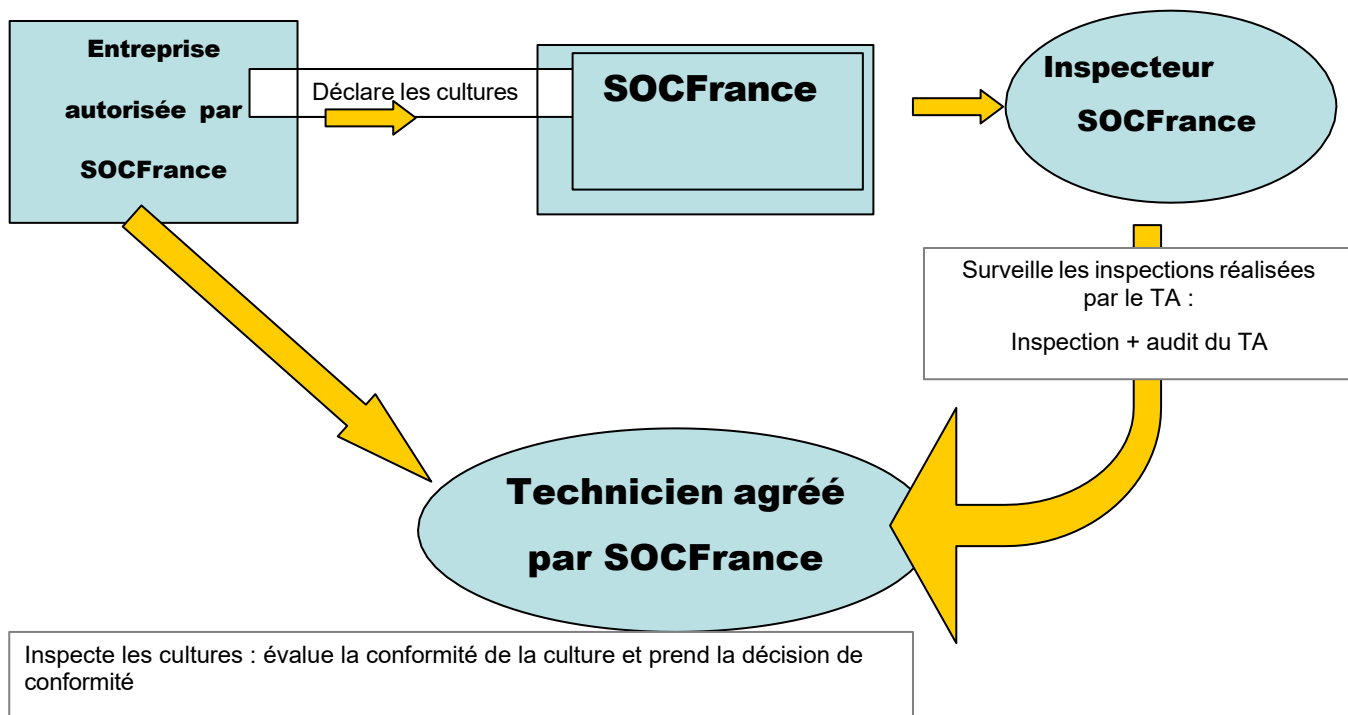 Entreprise
autorisée par
SOCFrance
Déclare les cultures
SOCFrance
Inspecteur
SOCFrance
Surveille les inspections réalisées
par le TA :
Inspection + audit du TA
Technicien agréé
par SOCFrance
Inspecte les cultures : évalue la conformité de la culture et prend la décision de
conformité